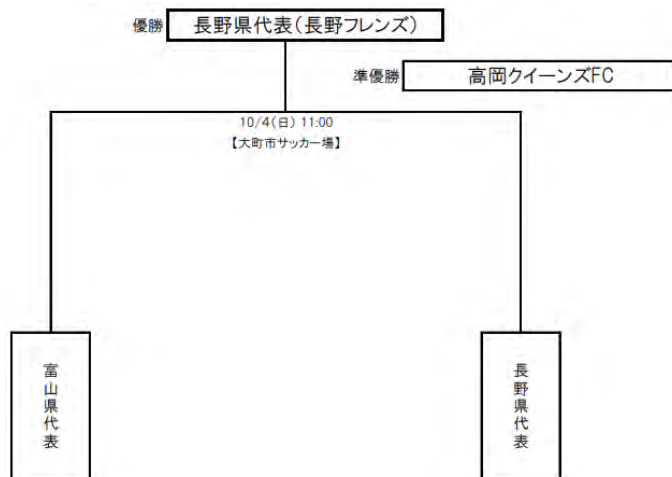 優勝 長野県代表(長野フレンズ)
準優勝 高岡クイーンズFC
10/4(日) 11:00
【大町市サッカー場】
富山県代表
長野県代表